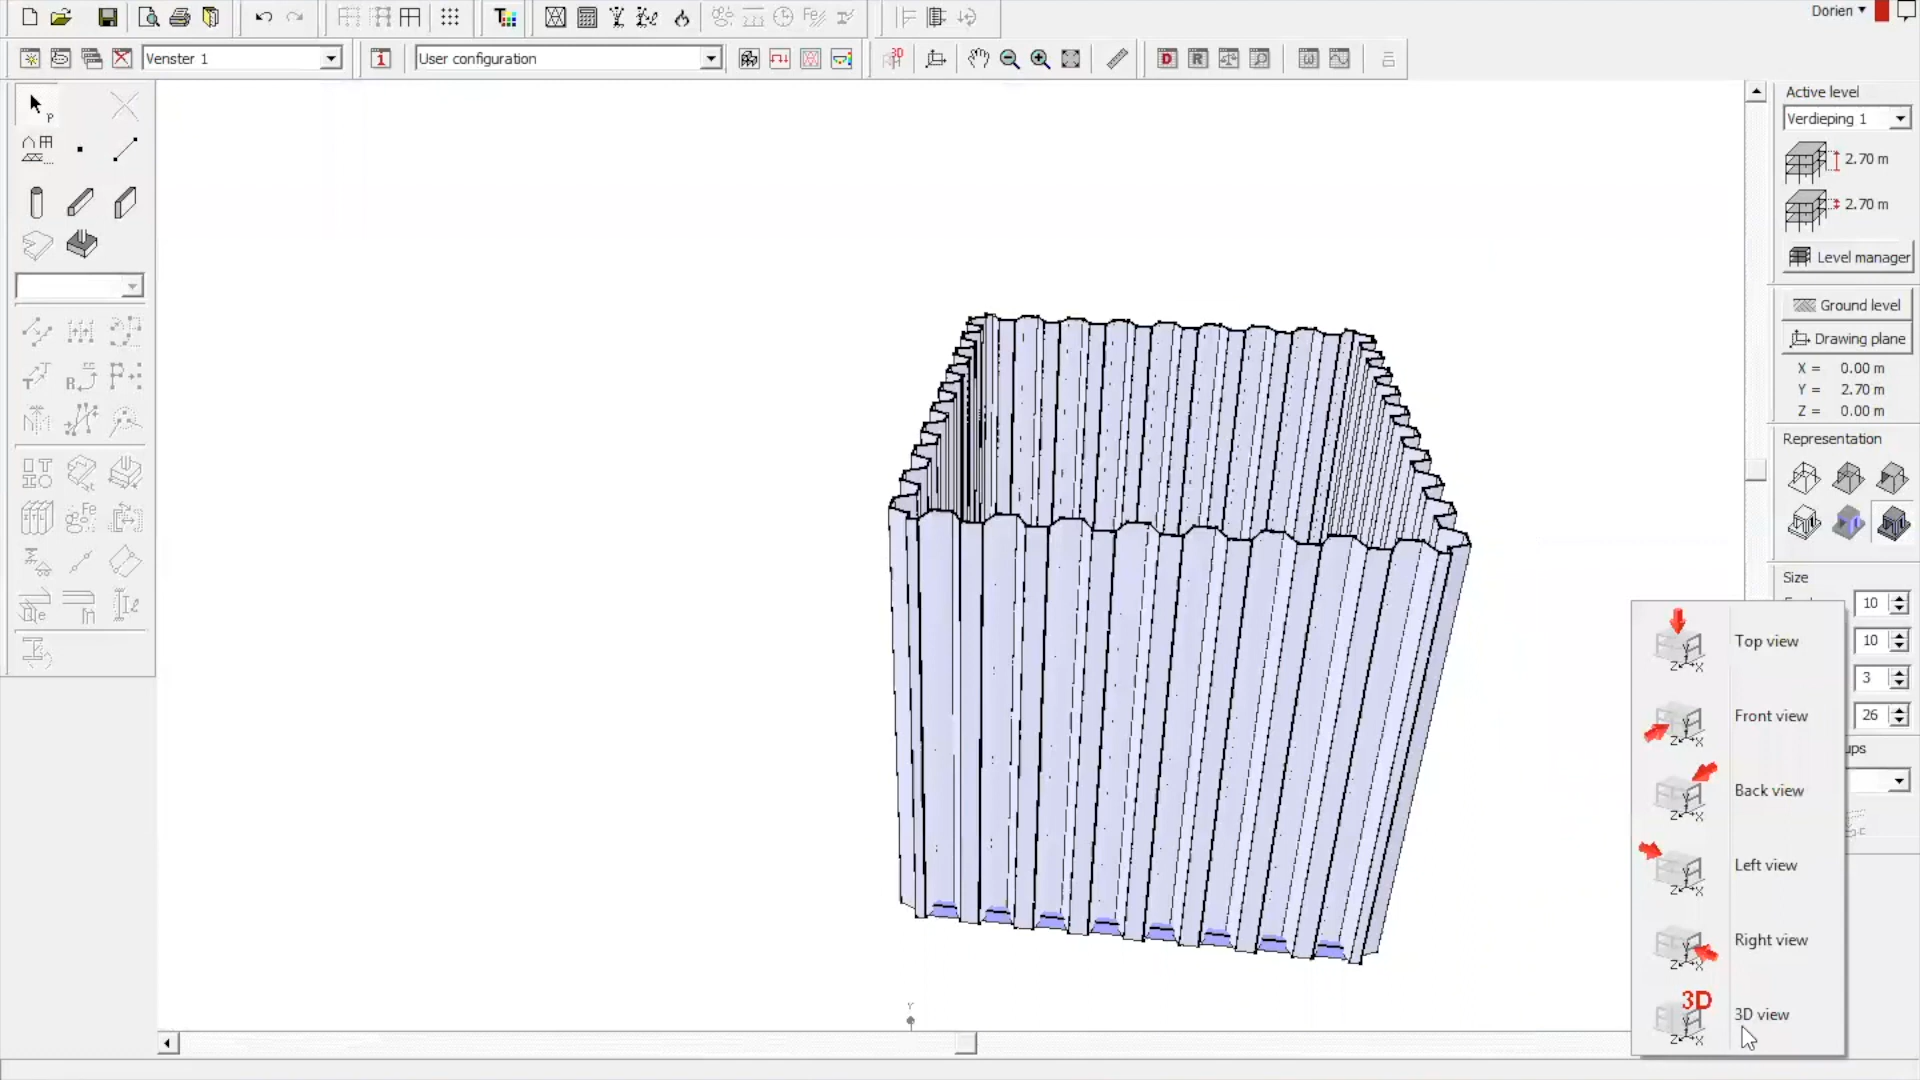 Dorien
Venster 1
User configuration
3D
D
R
P
Active level
Verdieping 1
2.70 m
2.70 m
Level manager
Ground level
Drawing plane
X = 0.00 m
Y = 2.70 m
Z = 0.00 m
Representation
Size
10
10
3
26
ups
Top view
Front view
Back view
Left view
Right view
3D
3D view
Y